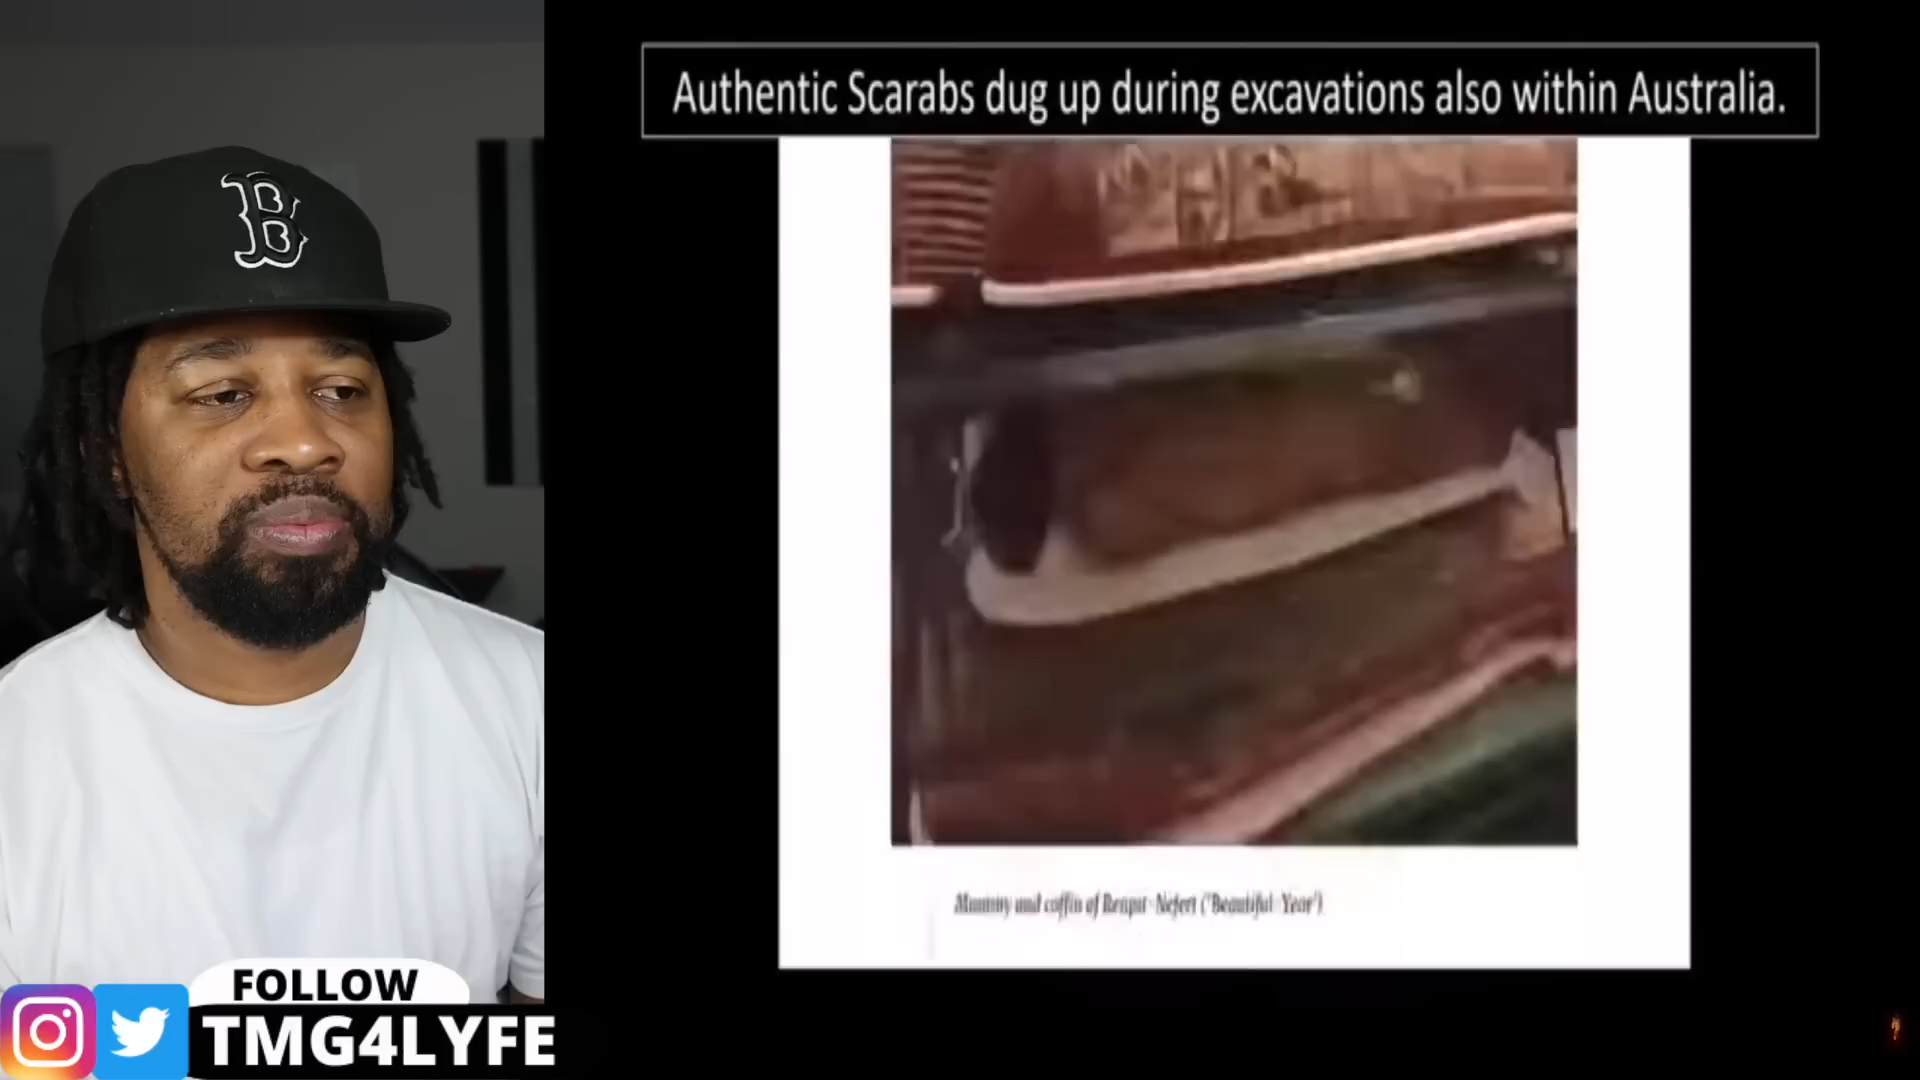 Authentic Scarabs dug up during excavations also within Australia.
B
Mummy and coffin of Renpit-Nefert ('Beautiful Year').
FOLLOW
TMG4LYFE